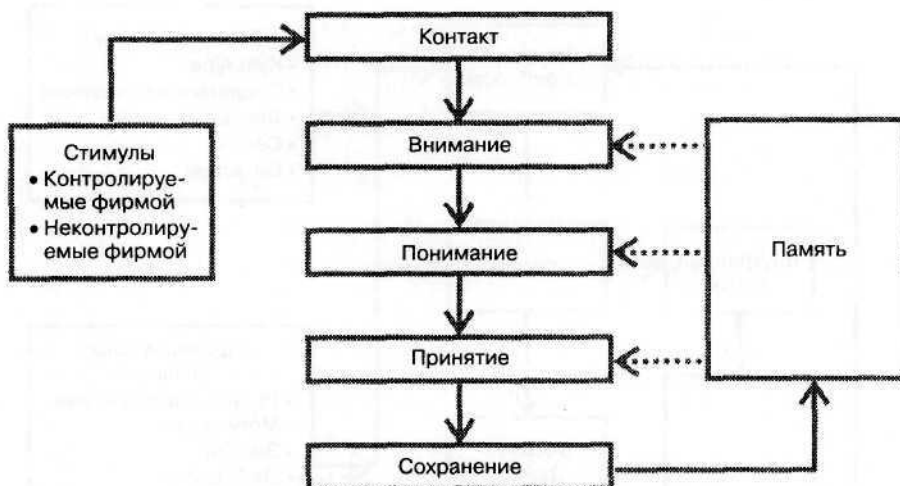 Контакт
Стимулы
• Контролируе-
мые фирмой
• Неконтролиру-
емые фирмой
Внимание
Понимание
Принятие
Сохранение
Память